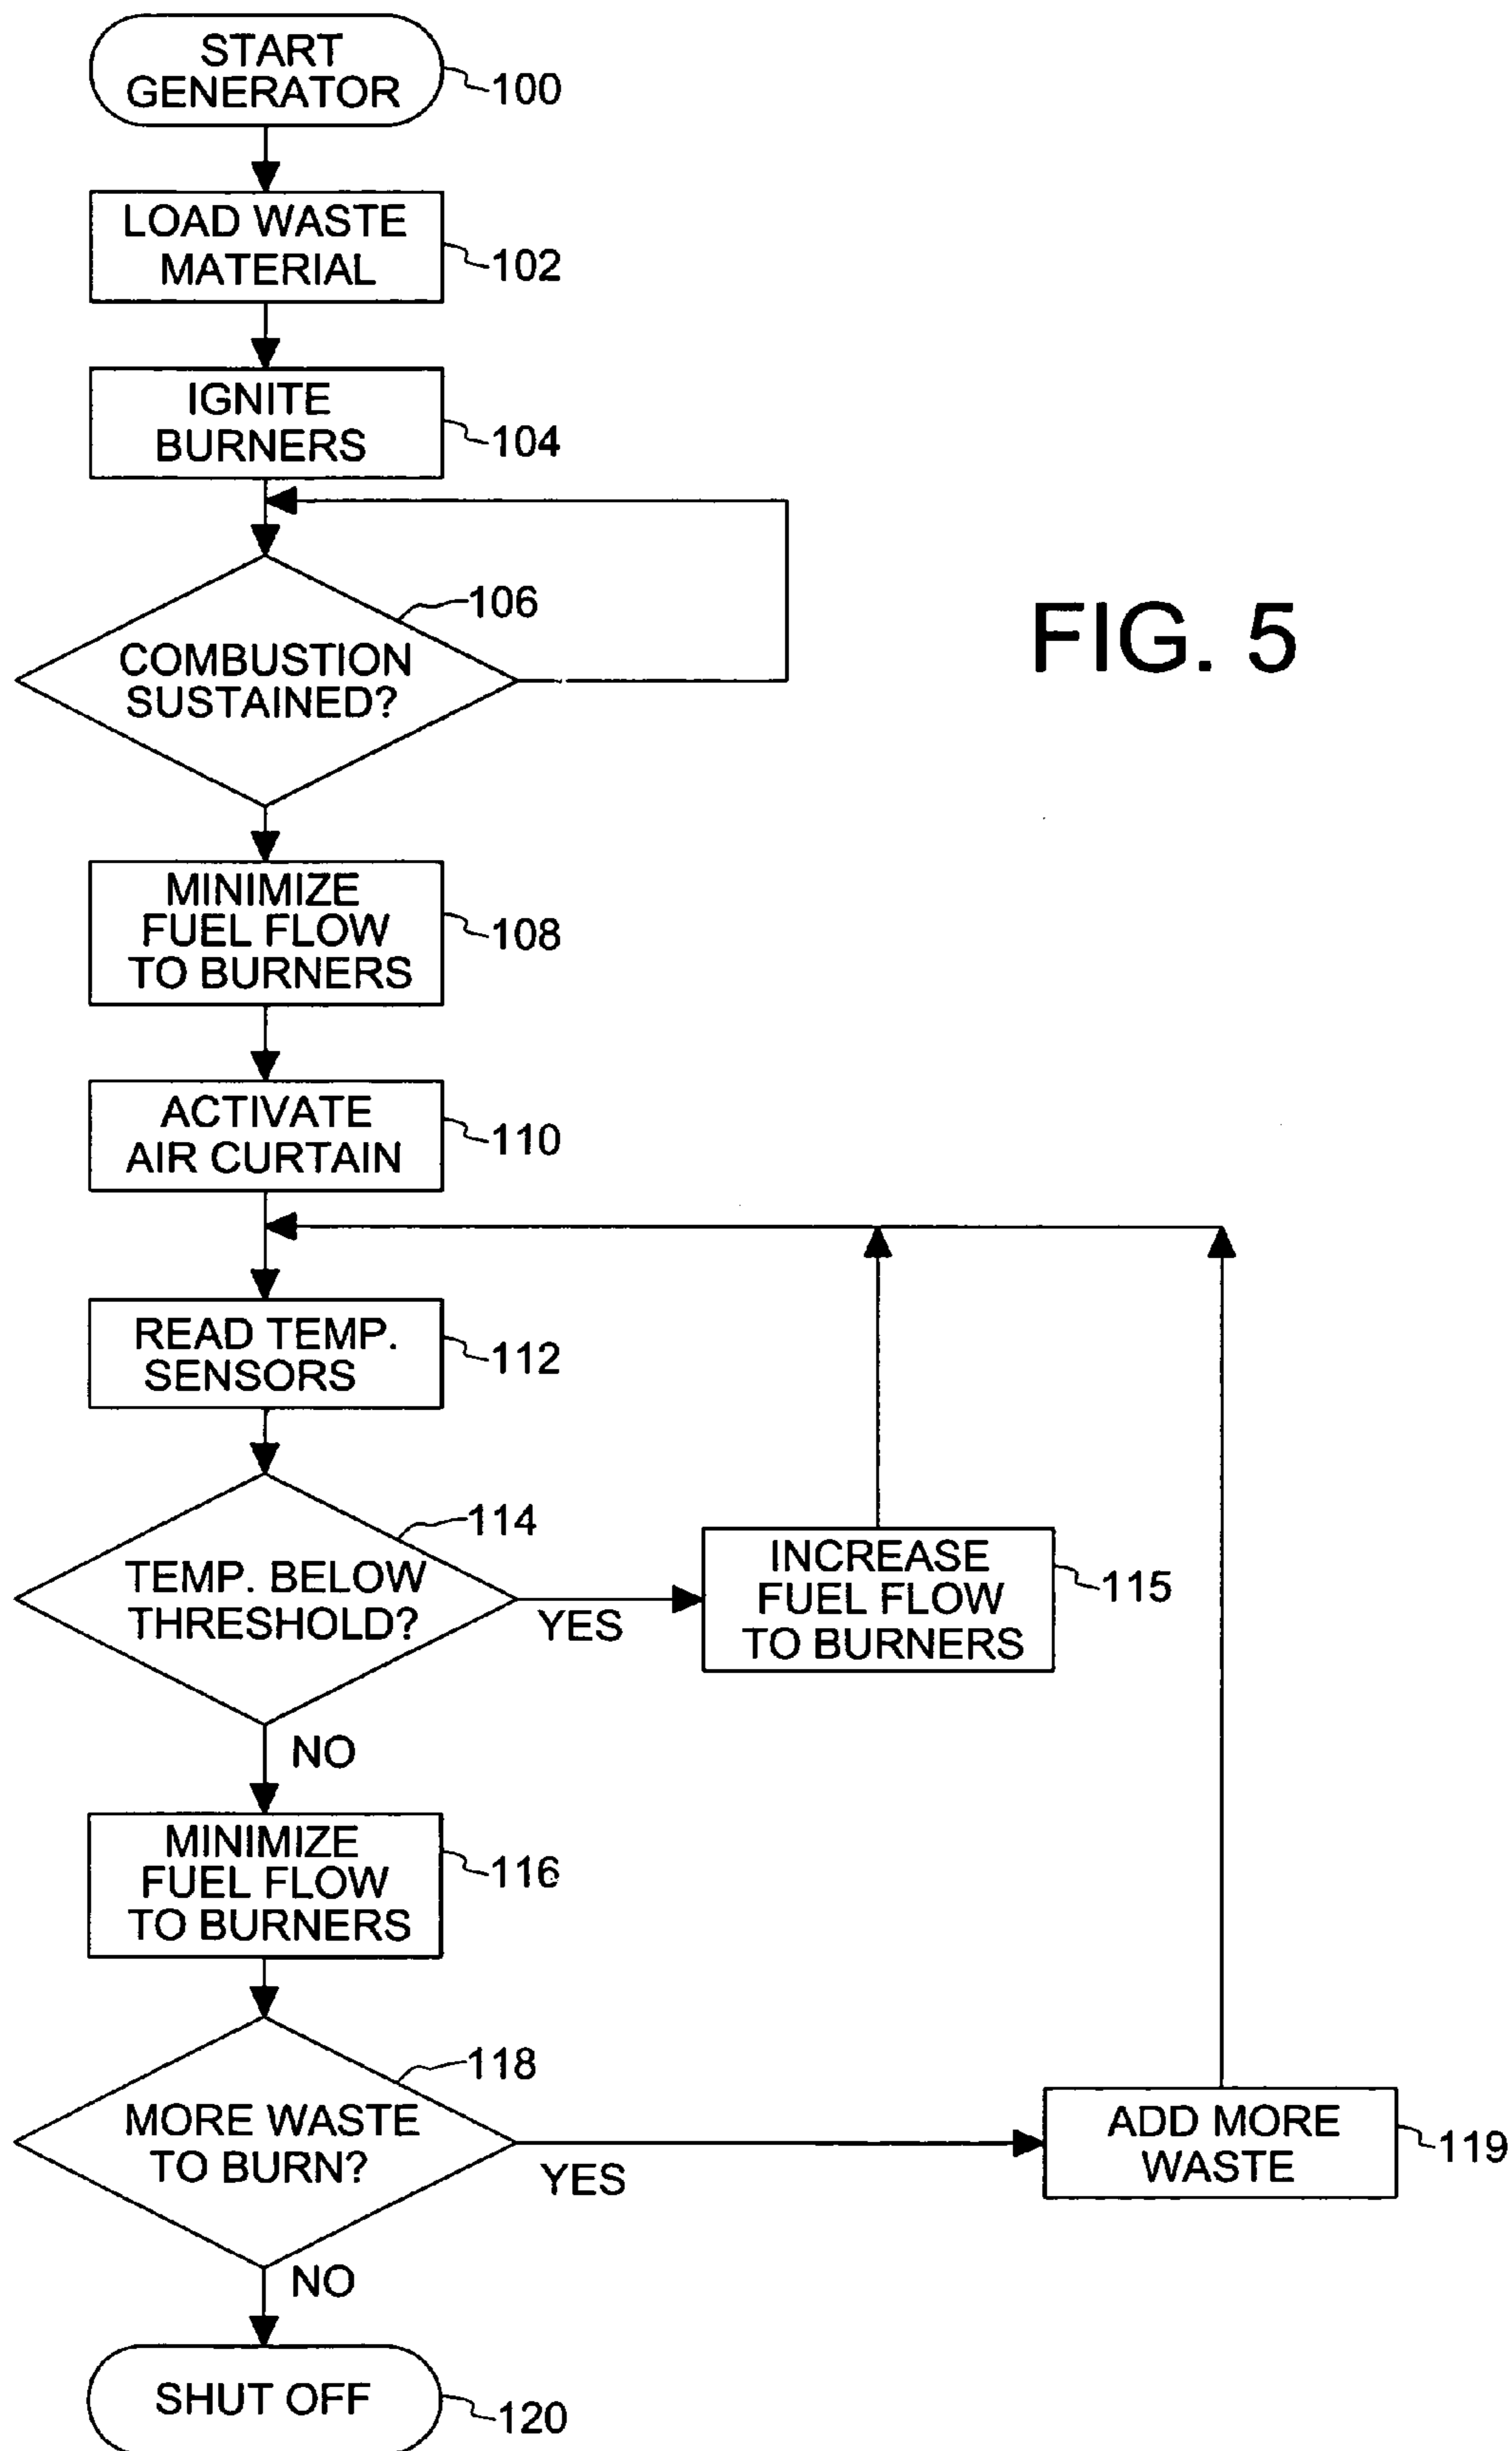 START
GENERATOR
100
LOAD WASTE
MATERIAL
102
IGNITE
BURNERS
104
106
COMBUSTION
SUSTAINED?
FIG. 5
MINIMIZE
FUEL FLOW
TO BURNERS
108
ACTIVATE
AIR CURTAIN
110
READ TEMP.
SENSORS
112
114
TEMP. BELOW
THRESHOLD?
YES
INCREASE
FUEL FLOW
TO BURNERS
115
NO
MINIMIZE
FUEL FLOW
TO BURNERS
116
118
MORE WASTE
TO BURN?
YES
ADD MORE
WASTE
119
NO
SHUT OFF
120